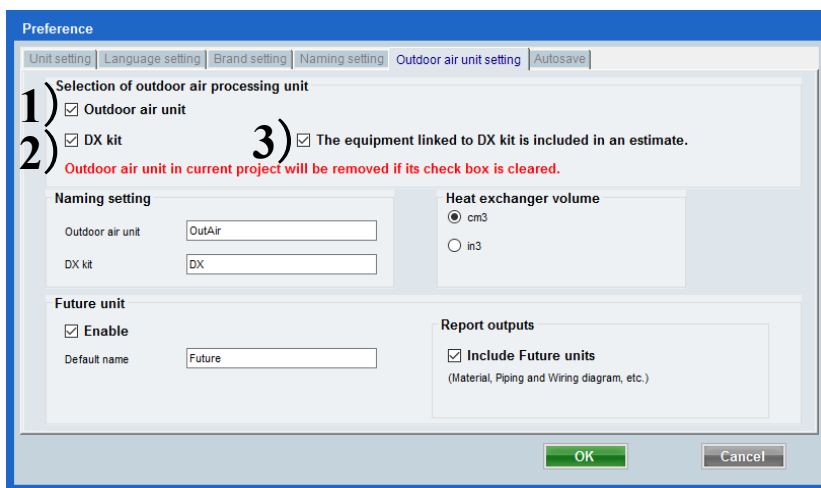 Preference
Unit setting Language setting Brand setting Naming setting Outdoor air unit setting Autosave
Selection of outdoor air processing unit
1) Outdoor air unit
2) DX kit 3) The equipment linked to DX kit is included in an estimate.
Outdoor air unit in current project will be removed if its check box is cleared.
Naming setting
Outdoor air unit OutAir
DX kit DX
Heat exchanger volume
cm3
in3
Future unit
Enable
Default name Future
Report outputs
Include Future units
(Material, Piping and Wiring diagram, etc.)
OK Cancel